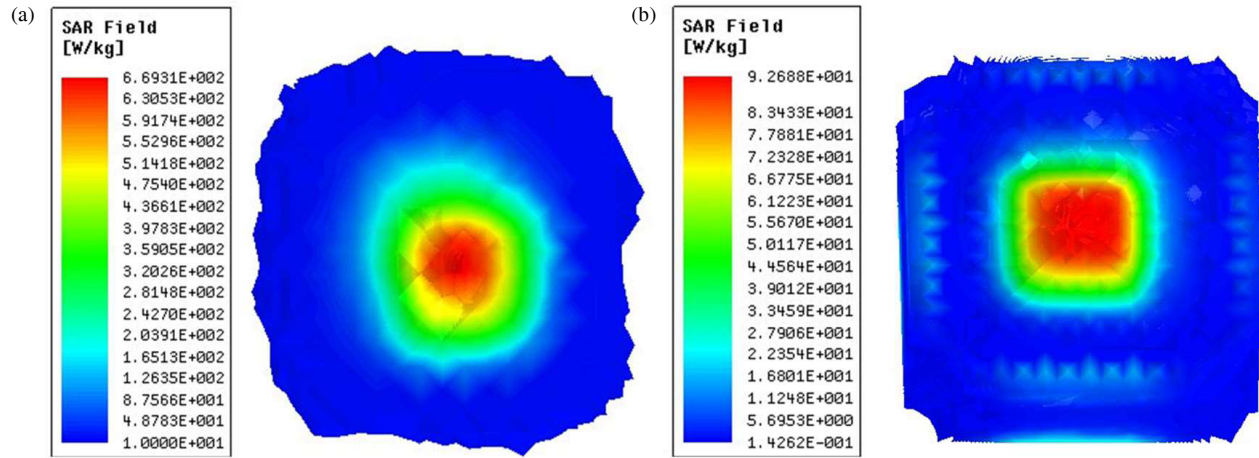 (a)
SAR Field
[W/kg]
6.6931E+002
6.3053E+002
5.9174E+002
5.5296E+002
5.1418E+002
4.7540E+002
4.3661E+002
3.9783E+002
3.5905E+002
3.2026E+002
2.8148E+002
2.4270E+002
2.0391E+002
1.6513E+002
1.2635E+002
8.7566E+001
4.8783E+001
1.0000E+001
(b)
SAR Field
[W/kg]
9.2688E+001
8.3433E+001
7.7881E+001
7.2328E+001
6.6775E+001
6.1223E+001
5.5670E+001
5.0117E+001
4.4564E+001
3.9012E+001
3.3459E+001
2.7906E+001
2.2354E+001
1.6801E+001
1.1248E+001
5.6953E+000
1.4262E-001